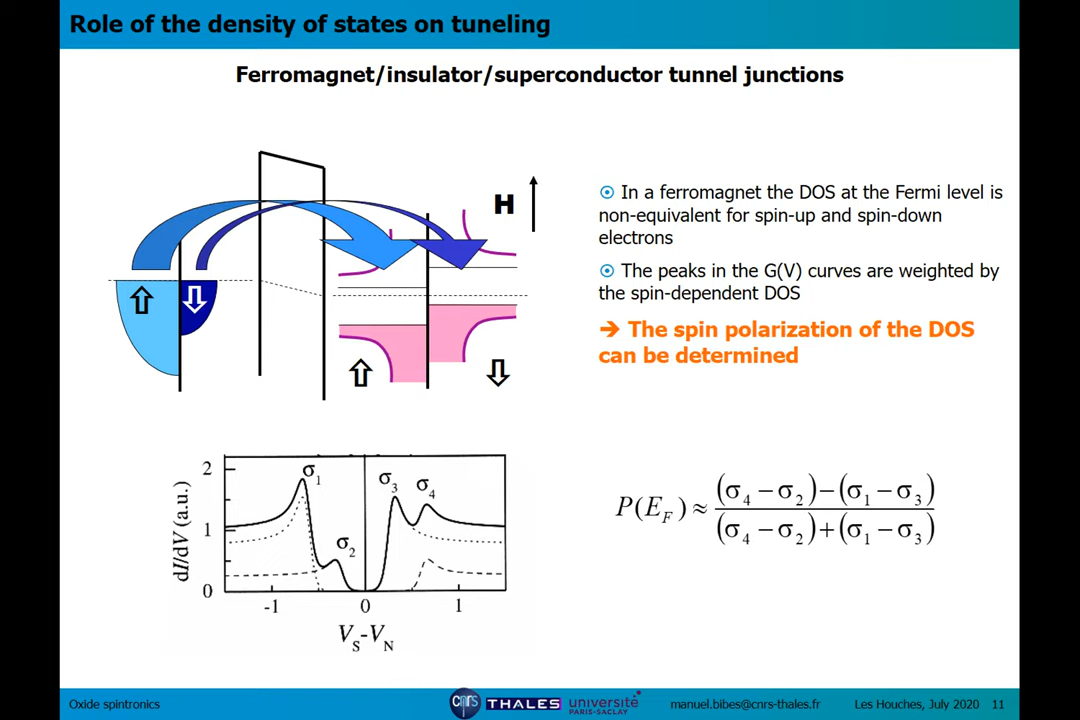 Role of the density of states on tuneling
Ferromagnet/insulator/superconductor tunnel junctions
H
⊙ In a ferromagnet the DOS at the Fermi level is
non-equivalent for spin-up and spin-down
electrons
⊙ The peaks in the G(V) curves are weighted by
the spin-dependent DOS
➔ The spin polarization of the DOS
can be determined
σ₁
σ₂
σ₃
σ₄
2
1
0
dI/dV (a.u.)
-1 0 1
V_S-V_N
P(E_F) ≈ ((σ₄ − σ₂) − (σ₁ − σ₃)) / ((σ₄ − σ₂) + (σ₁ − σ₃))
Oxide spintronics
cnrs
THALES
université
PARIS-SACLAY
manuel.bibes@cnrs-thales.fr
Les Houches, July 2020 11